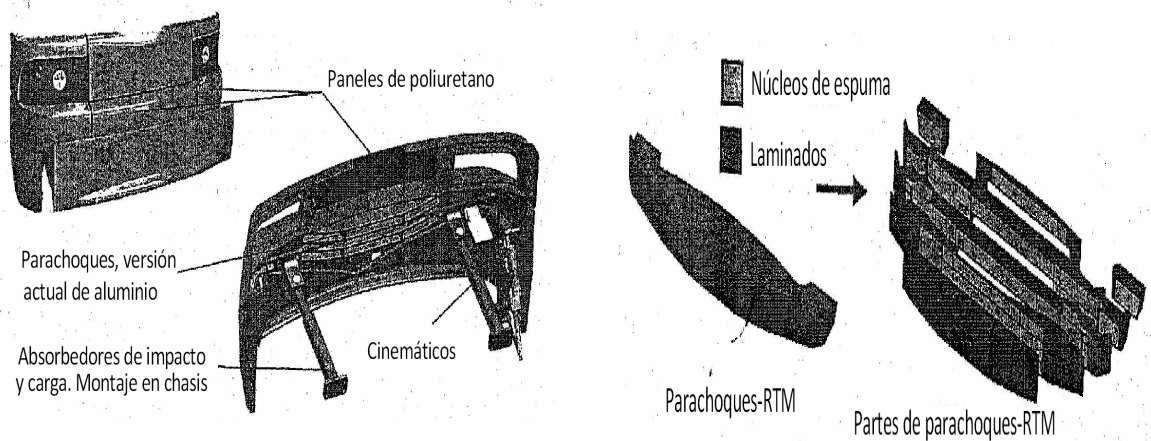 Paneles de poliuretano
Parachoques, versión
actual de aluminio
Absorbedores de impacto
y carga. Montaje en chasis
Cinemáticos
Núcleos de espuma
Laminados
Parachoques-RTM
Partes de parachoques-RTM